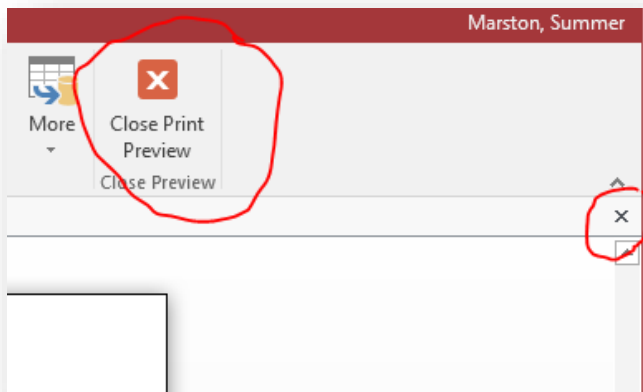 Marston, Summer
More
Close Print
Preview
Close Preview